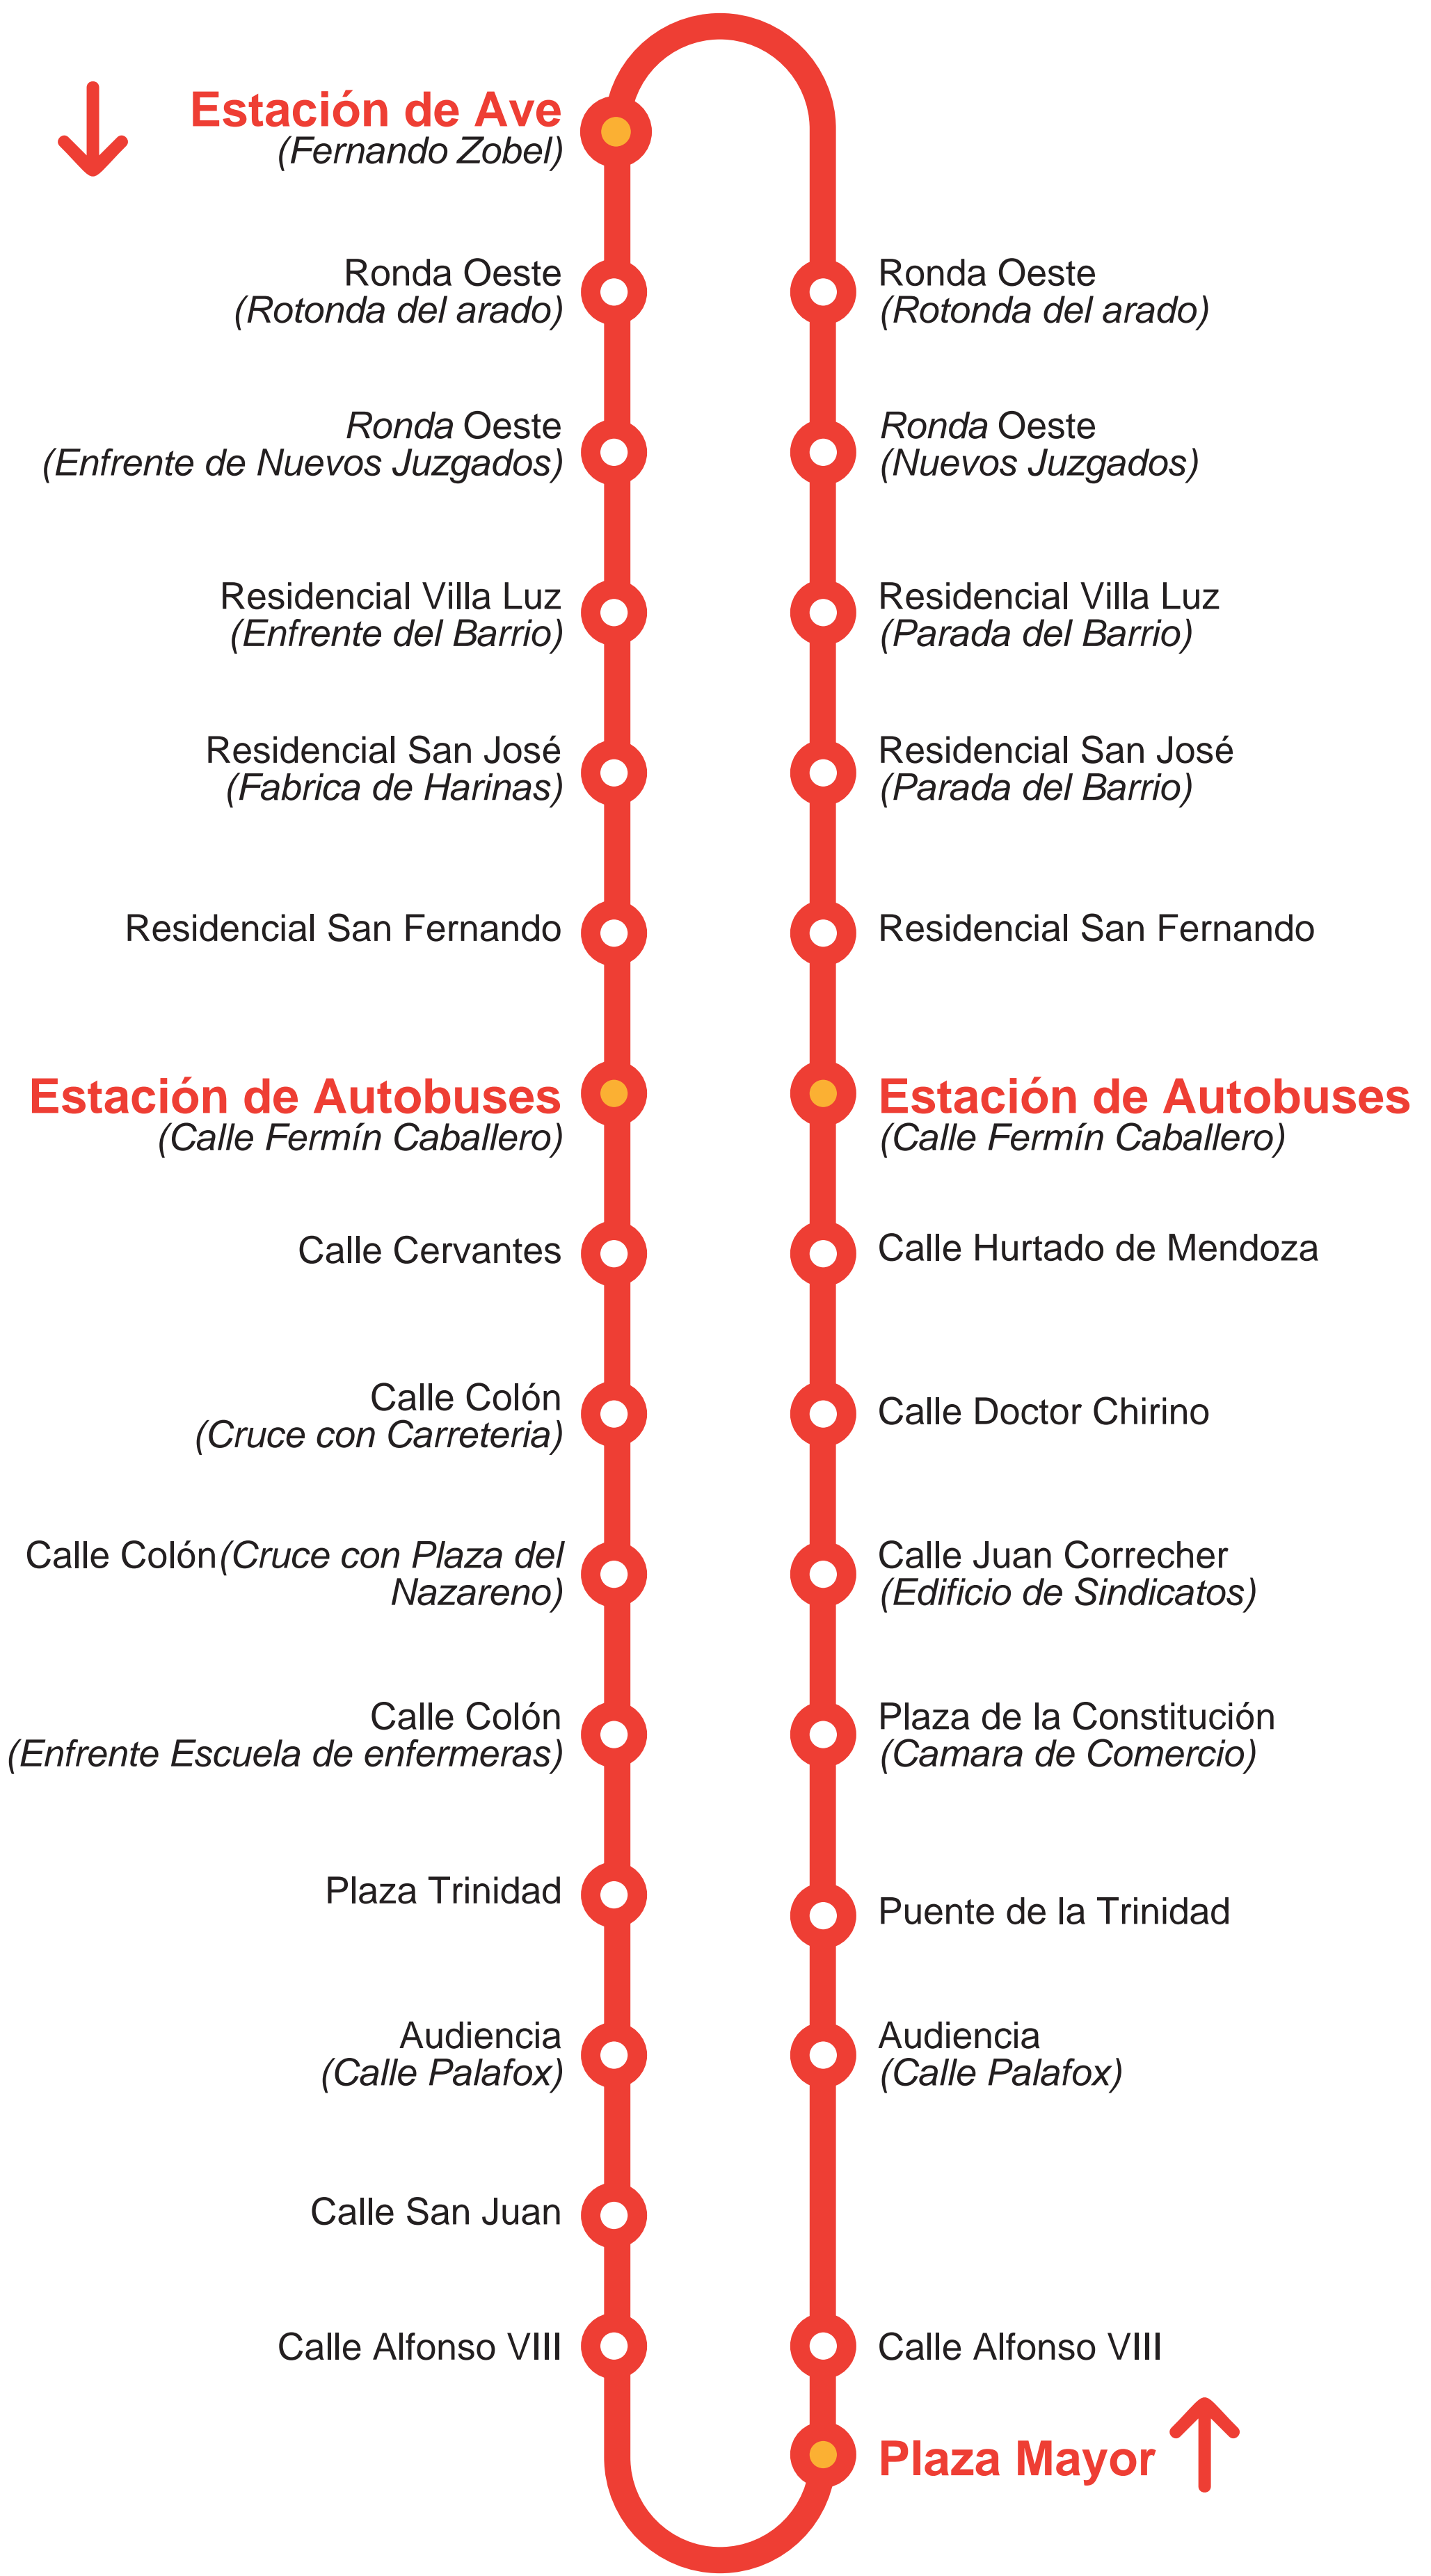 Estación de Ave
(Fernando Zobel)
Ronda Oeste
(Rotonda del arado)
Ronda Oeste
(Enfrente de Nuevos Juzgados)
Residencial Villa Luz
(Enfrente del Barrio)
Residencial San José
(Fabrica de Harinas)
Residencial San Fernando
Estación de Autobuses
(Calle Fermín Caballero)
Calle Cervantes
Calle Colón
(Cruce con Carreteria)
Calle Colón(Cruce con Plaza del
Nazareno)
Calle Colón
(Enfrente Escuela de enfermeras)
Plaza Trinidad
Audiencia
(Calle Palafox)
Calle San Juan
Calle Alfonso VIII
Ronda Oeste
(Rotonda del arado)
Ronda Oeste
(Nuevos Juzgados)
Residencial Villa Luz
(Parada del Barrio)
Residencial San José
(Parada del Barrio)
Residencial San Fernando
Estación de Autobuses
(Calle Fermín Caballero)
Calle Hurtado de Mendoza
Calle Doctor Chirino
Calle Juan Correcher
(Edificio de Sindicatos)
Plaza de la Constitución
(Camara de Comercio)
Puente de la Trinidad
Audiencia
(Calle Palafox)
Calle Alfonso VIII
Plaza Mayor